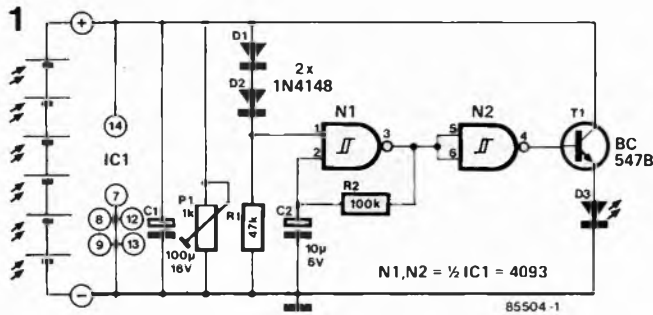 1
+
14
IC1
7
8
12
9
13
C1
100µ
16V
P1
1k
D1
D2
2x
1N4148
R1
47k
N1
1
2
3
C2
10µ
6V
R2
100k
N2
5
6
4
T1
BC
547B
D3
N1,N2 = ½ IC1 = 4093
85504-1
−